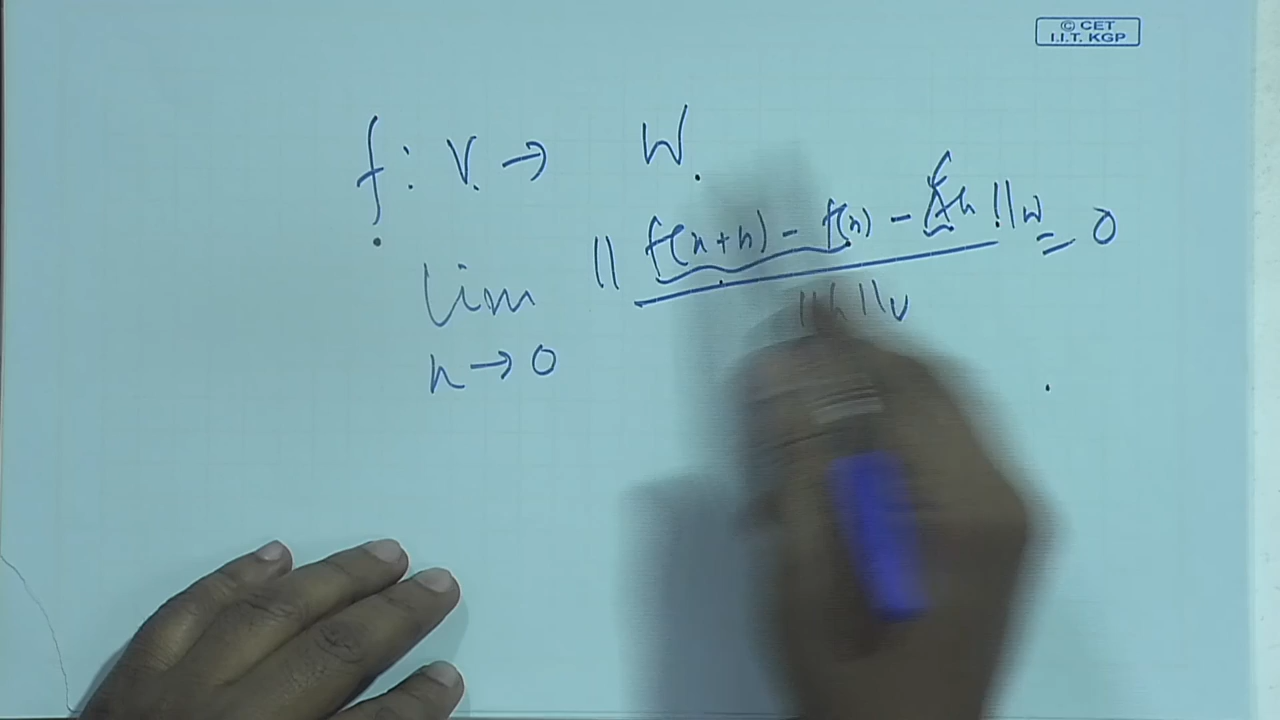 © CET
I.I.T. KGP
f : V. → W.
|| f(x+h) - f(x) - Ah ||w = 0
lim ||h||v
h → 0